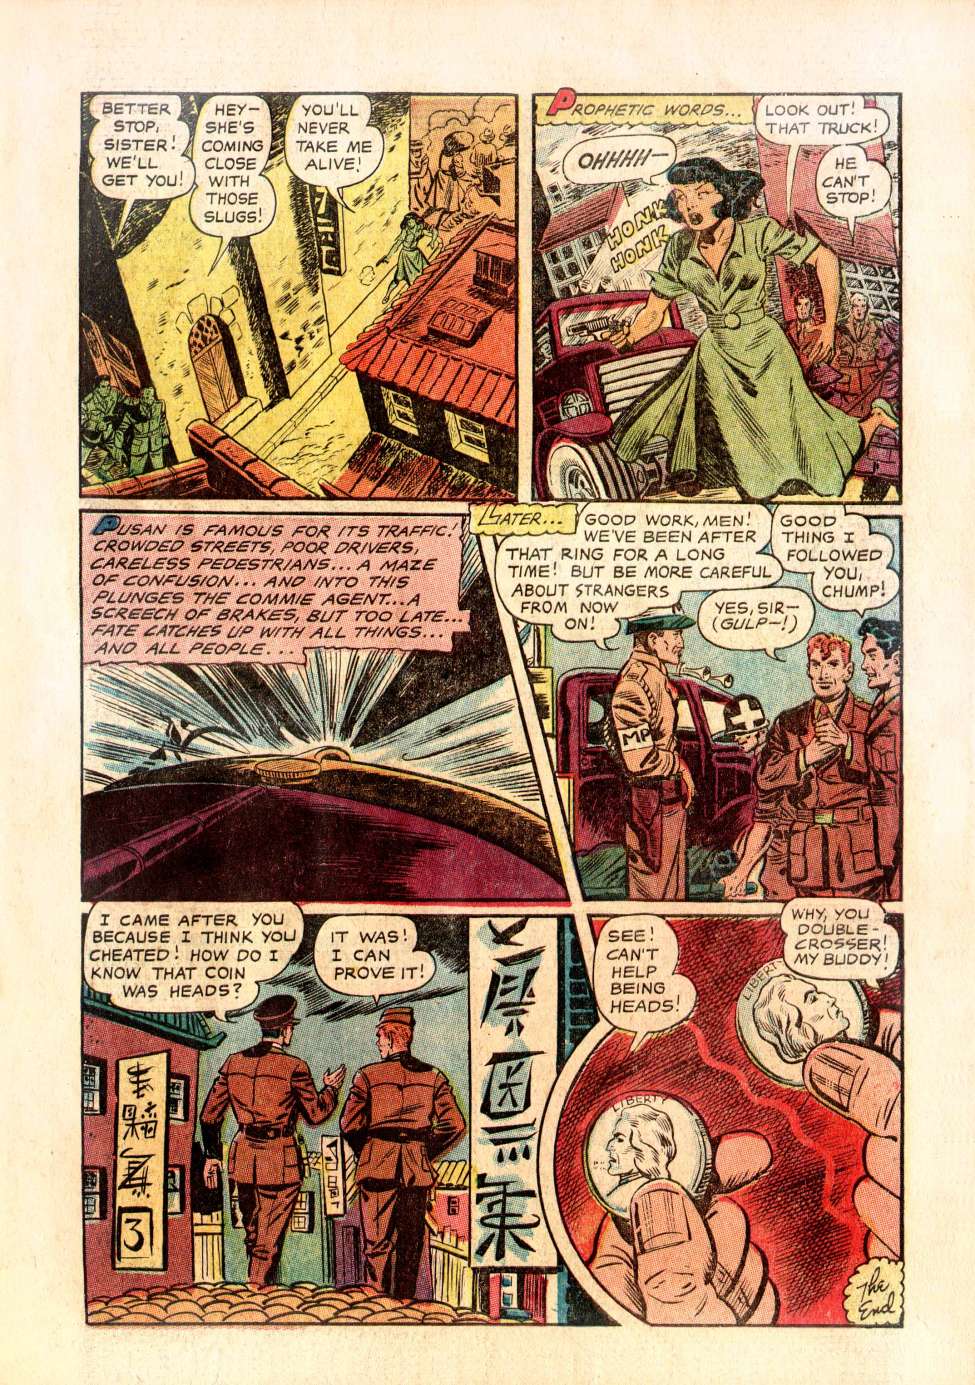 BETTER
STOP,
SISTER!
WE'LL
GET YOU!
HEY—
SHE'S
COMING
CLOSE
WITH
THOSE
SLUGS!
YOU'LL
NEVER
TAKE ME
ALIVE!
PROPHETIC WORDS...
OHHHH—
HONK
HONK
LOOK OUT!
THAT TRUCK!
HE
CAN'T
STOP!
PUSAN IS FAMOUS FOR ITS TRAFFIC!
CROWDED STREETS, POOR DRIVERS,
CARELESS PEDESTRIANS... A MAZE
OF CONFUSION... AND INTO THIS
PLUNGES THE COMMIE AGENT... A
SCREECH OF BRAKES, BUT TOO LATE...
FATE CATCHES UP WITH ALL THINGS...
AND ALL PEOPLE...
LATER...
GOOD WORK, MEN!
WE'VE BEEN AFTER
THAT RING FOR A LONG
TIME! BUT BE MORE CAREFUL
ABOUT STRANGERS
FROM NOW
ON!
YES, SIR—
(GULP—!)
GOOD
THING I
FOLLOWED
YOU,
CHUMP!
MP
I CAME AFTER YOU
BECAUSE I THINK YOU
CHEATED! HOW DO I
KNOW THAT COIN
WAS HEADS?
IT WAS!
I CAN
PROVE IT!
3
SEE!
CAN'T
HELP
BEING
HEADS!
WHY, YOU
DOUBLE-
CROSSER!
MY BUDDY!
LIBERTY
LIBERTY
The
End